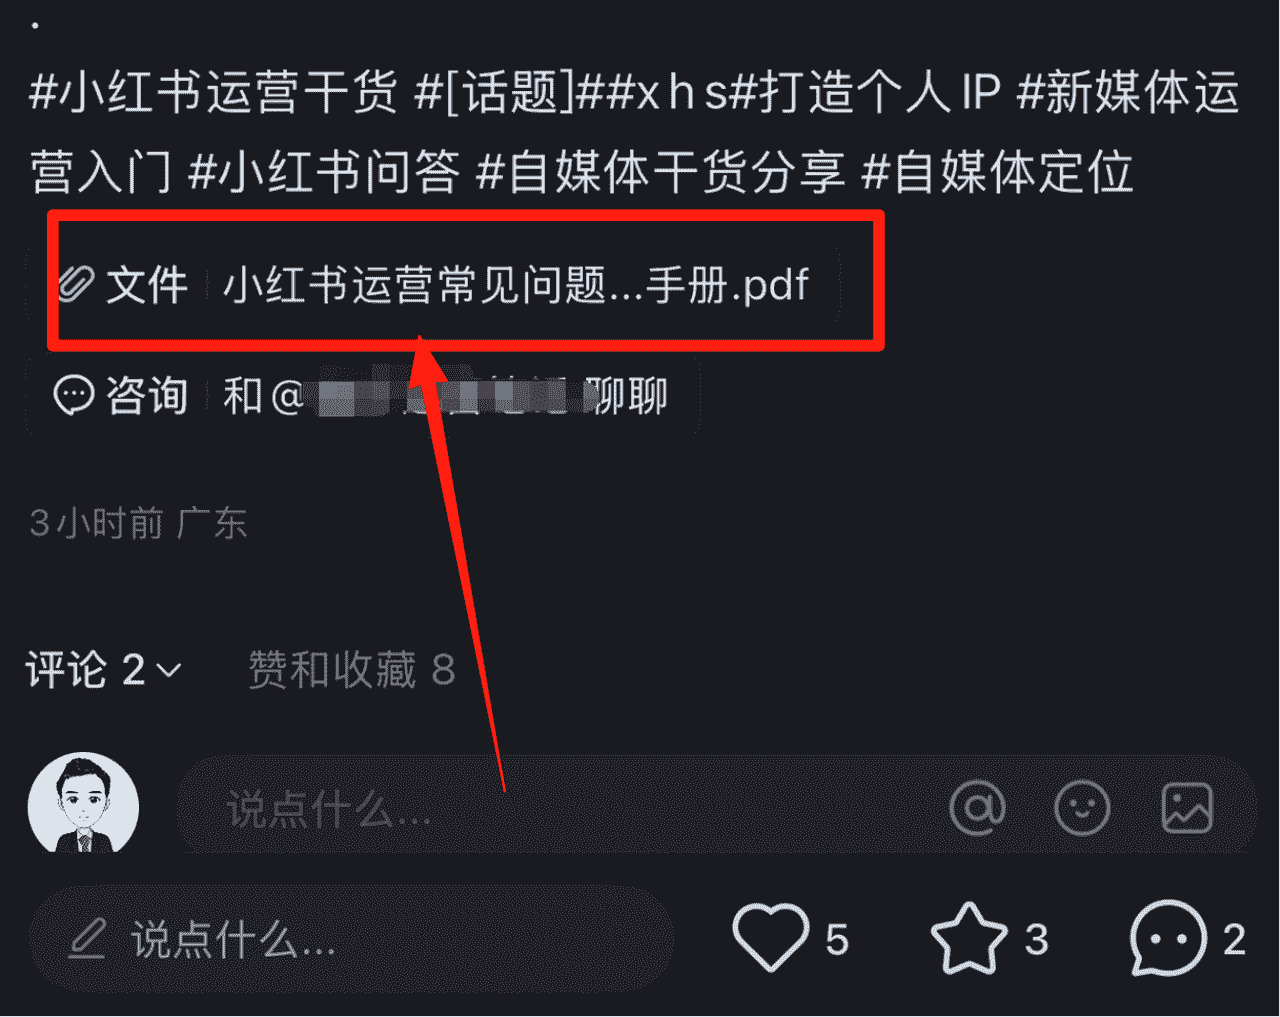 #小红书运营干货 #[话题]##xhs#打造个人IP #新媒体运
营入门 #小红书问答 #自媒体干货分享 #自媒体定位
文件 小红书运营常见问题...手册.pdf
咨询 和@ 聊聊
3小时前 广东
评论 2 赞和收藏 8
说点什么...
说点什么... 5 3 2